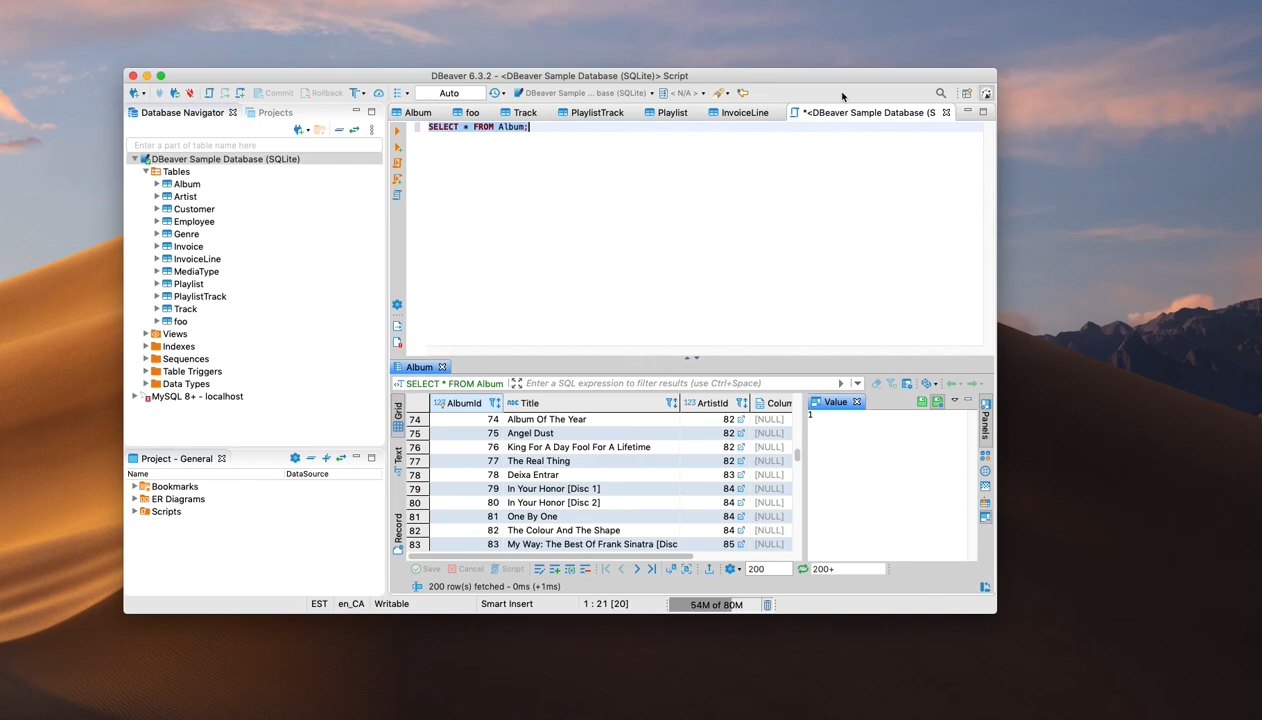 DBeaver 6.3.2 - <DBeaver Sample Database (SQLite)> Script
Commit Rollback Auto DBeaver Sample ... base (SQLite) < N/A >
Database Navigator Projects
Album foo Track PlaylistTrack Playlist InvoiceLine *<DBeaver Sample Database (S
SELECT * FROM Album;
Enter a part of table name here
DBeaver Sample Database (SQLite)
Tables
Album
Artist
Customer
Employee
Genre
Invoice
InvoiceLine
MediaType
Playlist
PlaylistTrack
Track
foo
Views
Indexes
Sequences
Table Triggers
Data Types
MySQL 8+ - localhost
Project - General
Name DataSource
Bookmarks
ER Diagrams
Scripts
Album
SELECT * FROM Album Enter a SQL expression to filter results (use Ctrl+Space)
Grid
Text
Record
123 AlbumId ABC Title 123 ArtistId Colum
74 74 Album Of The Year 82 [NULL]
75 75 Angel Dust 82 [NULL]
76 76 King For A Day Fool For A Lifetime 82 [NULL]
77 77 The Real Thing 82 [NULL]
78 78 Deixa Entrar 83 [NULL]
79 79 In Your Honor [Disc 1] 84 [NULL]
80 80 In Your Honor [Disc 2] 84 [NULL]
81 81 One By One 84 [NULL]
82 82 The Colour And The Shape 84 [NULL]
83 83 My Way: The Best Of Frank Sinatra [Disc 85 [NULL]
Value
1
Panels
Save Cancel Script 200 200+
200 row(s) fetched - 0ms (+1ms)
EST en_CA Writable Smart Insert 1 : 21 [20] 54M of 80M